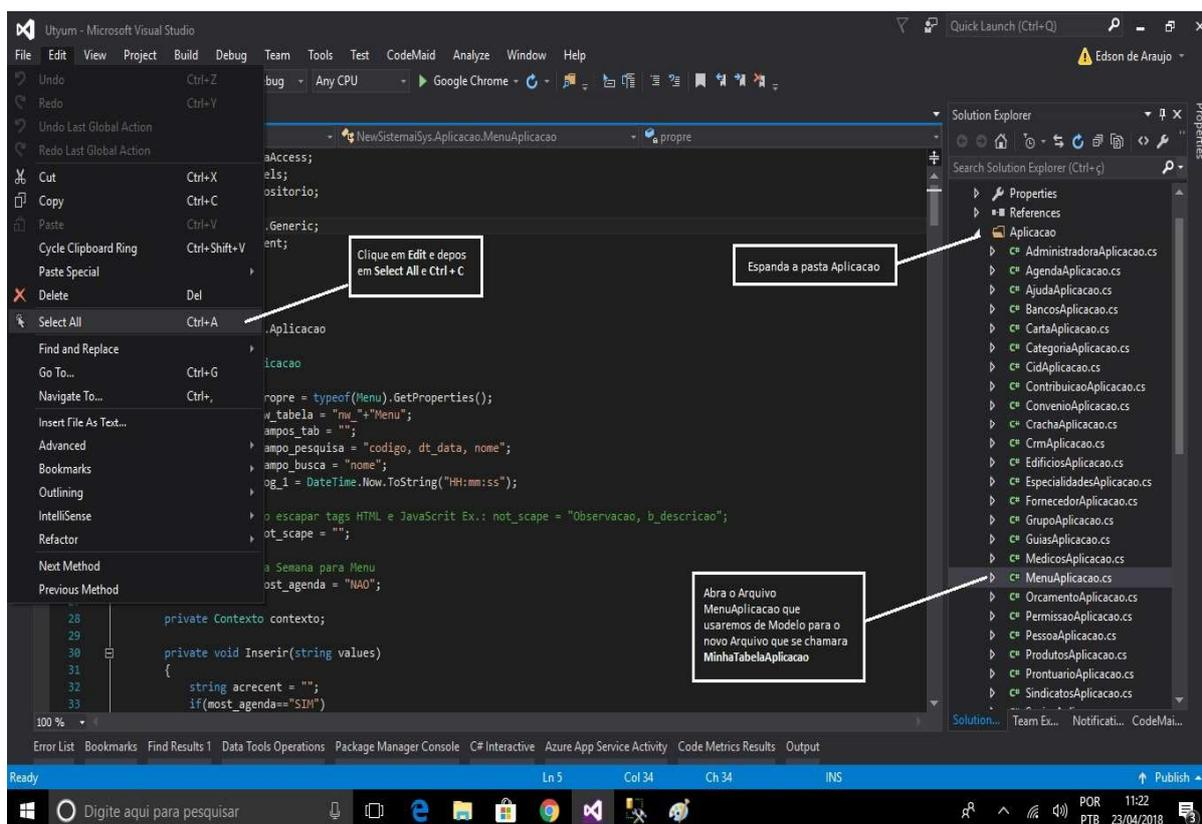 Utyum - Microsoft Visual Studio
Quick Launch (Ctrl+Q)
File Edit View Project Build Debug Team Tools Test CodeMaid Analyze Window Help
Edson de Araujo
bug Any CPU Google Chrome
Undo Ctrl+Z
Redo Ctrl+Y
Undo Last Global Action
Redo Last Global Action
Cut Ctrl+X
Copy Ctrl+C
Paste Ctrl+V
Cycle Clipboard Ring Ctrl+Shift+V
Paste Special
Delete Del
Select All Ctrl+A
Find and Replace
Go To... Ctrl+G
Navigate To... Ctrl+,
Insert File As Text...
Advanced
Bookmarks
Outlining
IntelliSense
Refactor
Next Method
Previous Method
NewSistemaiSys.Aplicacao.MenuAplicacao propre
aAccess;
els;
ositorio;
.Generic;
ent;
Clique em Edit e depos
em Select All e Ctrl + C
.Aplicacao
icacao
ropre = typeof(Menu).GetProperties();
w_tabela = "nw_"+"Menu";
ampos_tab = "";
ampo_pesquisa = "codigo, dt_data, nome";
ampo_busca = "nome";
og_1 = DateTime.Now.ToString("HH:mm:ss");
o escapar tags HTML e JavaScrit Ex.: not_scape = "Observacao, b_descricao";
ot_scape = "";
a Semana para Menu
ost_agenda = "NAO";
28 private Contexto contexto;
29
30 private void Inserir(string values)
31 {
32 string acrecent = "";
33 if(most_agenda=="SIM")
100 %
Espanda a pasta Aplicacao
Abra o Arquivo
MenuAplicacao que
usaremos de Modelo para o
novo Arquivo que se chamara
MinhaTabelaAplicacao
Solution Explorer
Properties
Search Solution Explorer (Ctrl+ç)
Properties
References
Aplicacao
C# AdministradoraAplicacao.cs
C# AgendaAplicacao.cs
C# AjudaAplicacao.cs
C# BancosAplicacao.cs
C# CartaAplicacao.cs
C# CategoriaAplicacao.cs
C# CidAplicacao.cs
C# ContribuicaoAplicacao.cs
C# ConvenioAplicacao.cs
C# CrachaAplicacao.cs
C# CrmAplicacao.cs
C# EdificiosAplicacao.cs
C# EspecialidadesAplicacao.cs
C# FornecedorAplicacao.cs
C# GrupoAplicacao.cs
C# GuiasAplicacao.cs
C# MedicosAplicacao.cs
C# MenuAplicacao.cs
C# OrcamentoAplicacao.cs
C# PermissaoAplicacao.cs
C# PessoaAplicacao.cs
C# ProdutosAplicacao.cs
C# ProntuarioAplicacao.cs
C# SindicatosAplicacao.cs
Solution... Team Ex... Notificati... CodeMai...
Error List Bookmarks Find Results 1 Data Tools Operations Package Manager Console C# Interactive Azure App Service Activity Code Metrics Results Output
Ready Ln 5 Col 34 Ch 34 INS Publish
Digite aqui para pesquisar
POR 11:22
PTB 23/04/2018